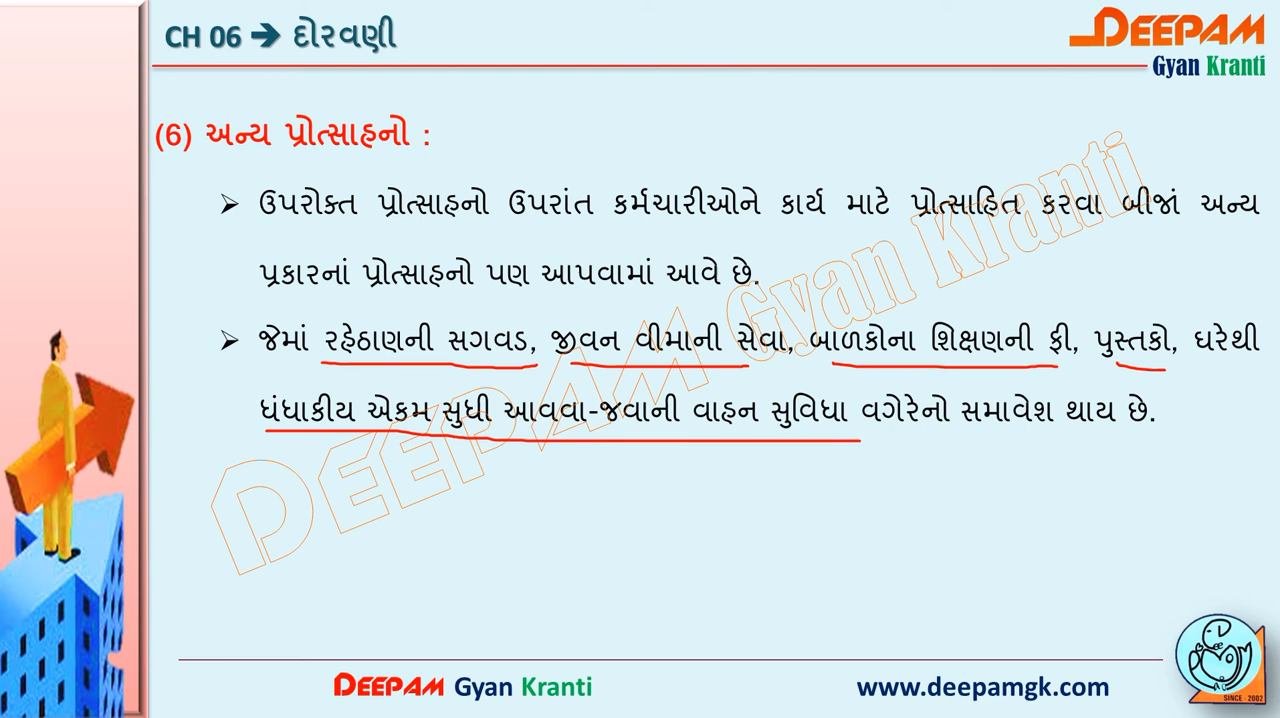 CH 06 → દોરવણી
DEEPAM
Gyan Kranti
(6) અન્ય પ્રોત્સાહનો :
➢ ઉપરોક્ત પ્રોત્સાહનો ઉપરાંત કર્મચારીઓને કાર્ય માટે પ્રોત્સાહિત કરવા બીજાં અન્ય
પ્રકારનાં પ્રોત્સાહનો પણ આપવામાં આવે છે.
➢ જેમાં રહેઠાણની સગવડ, જીવન વીમાની સેવા, બાળકોના શિક્ષણની ફી, પુસ્તકો, ઘરેથી
ધંધાકીય એકમ સુધી આવવા-જવાની વાહન સુવિધા વગેરેનો સમાવેશ થાય છે.
DEEPAM Gyan Kranti
DEEPAM Gyan Kranti
www.deepamgk.com
SINCE - 2002